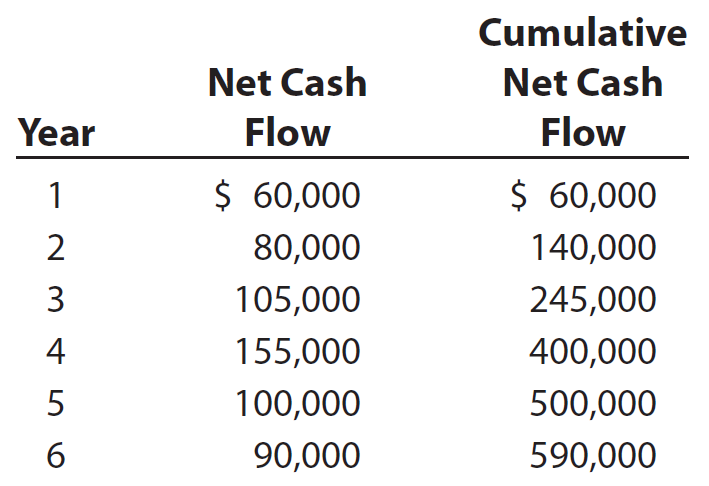 Cumulative
Net Cash Net Cash
Year Flow Flow
1 $ 60,000 $ 60,000
2 80,000 140,000
3 105,000 245,000
4 155,000 400,000
5 100,000 500,000
6 90,000 590,000